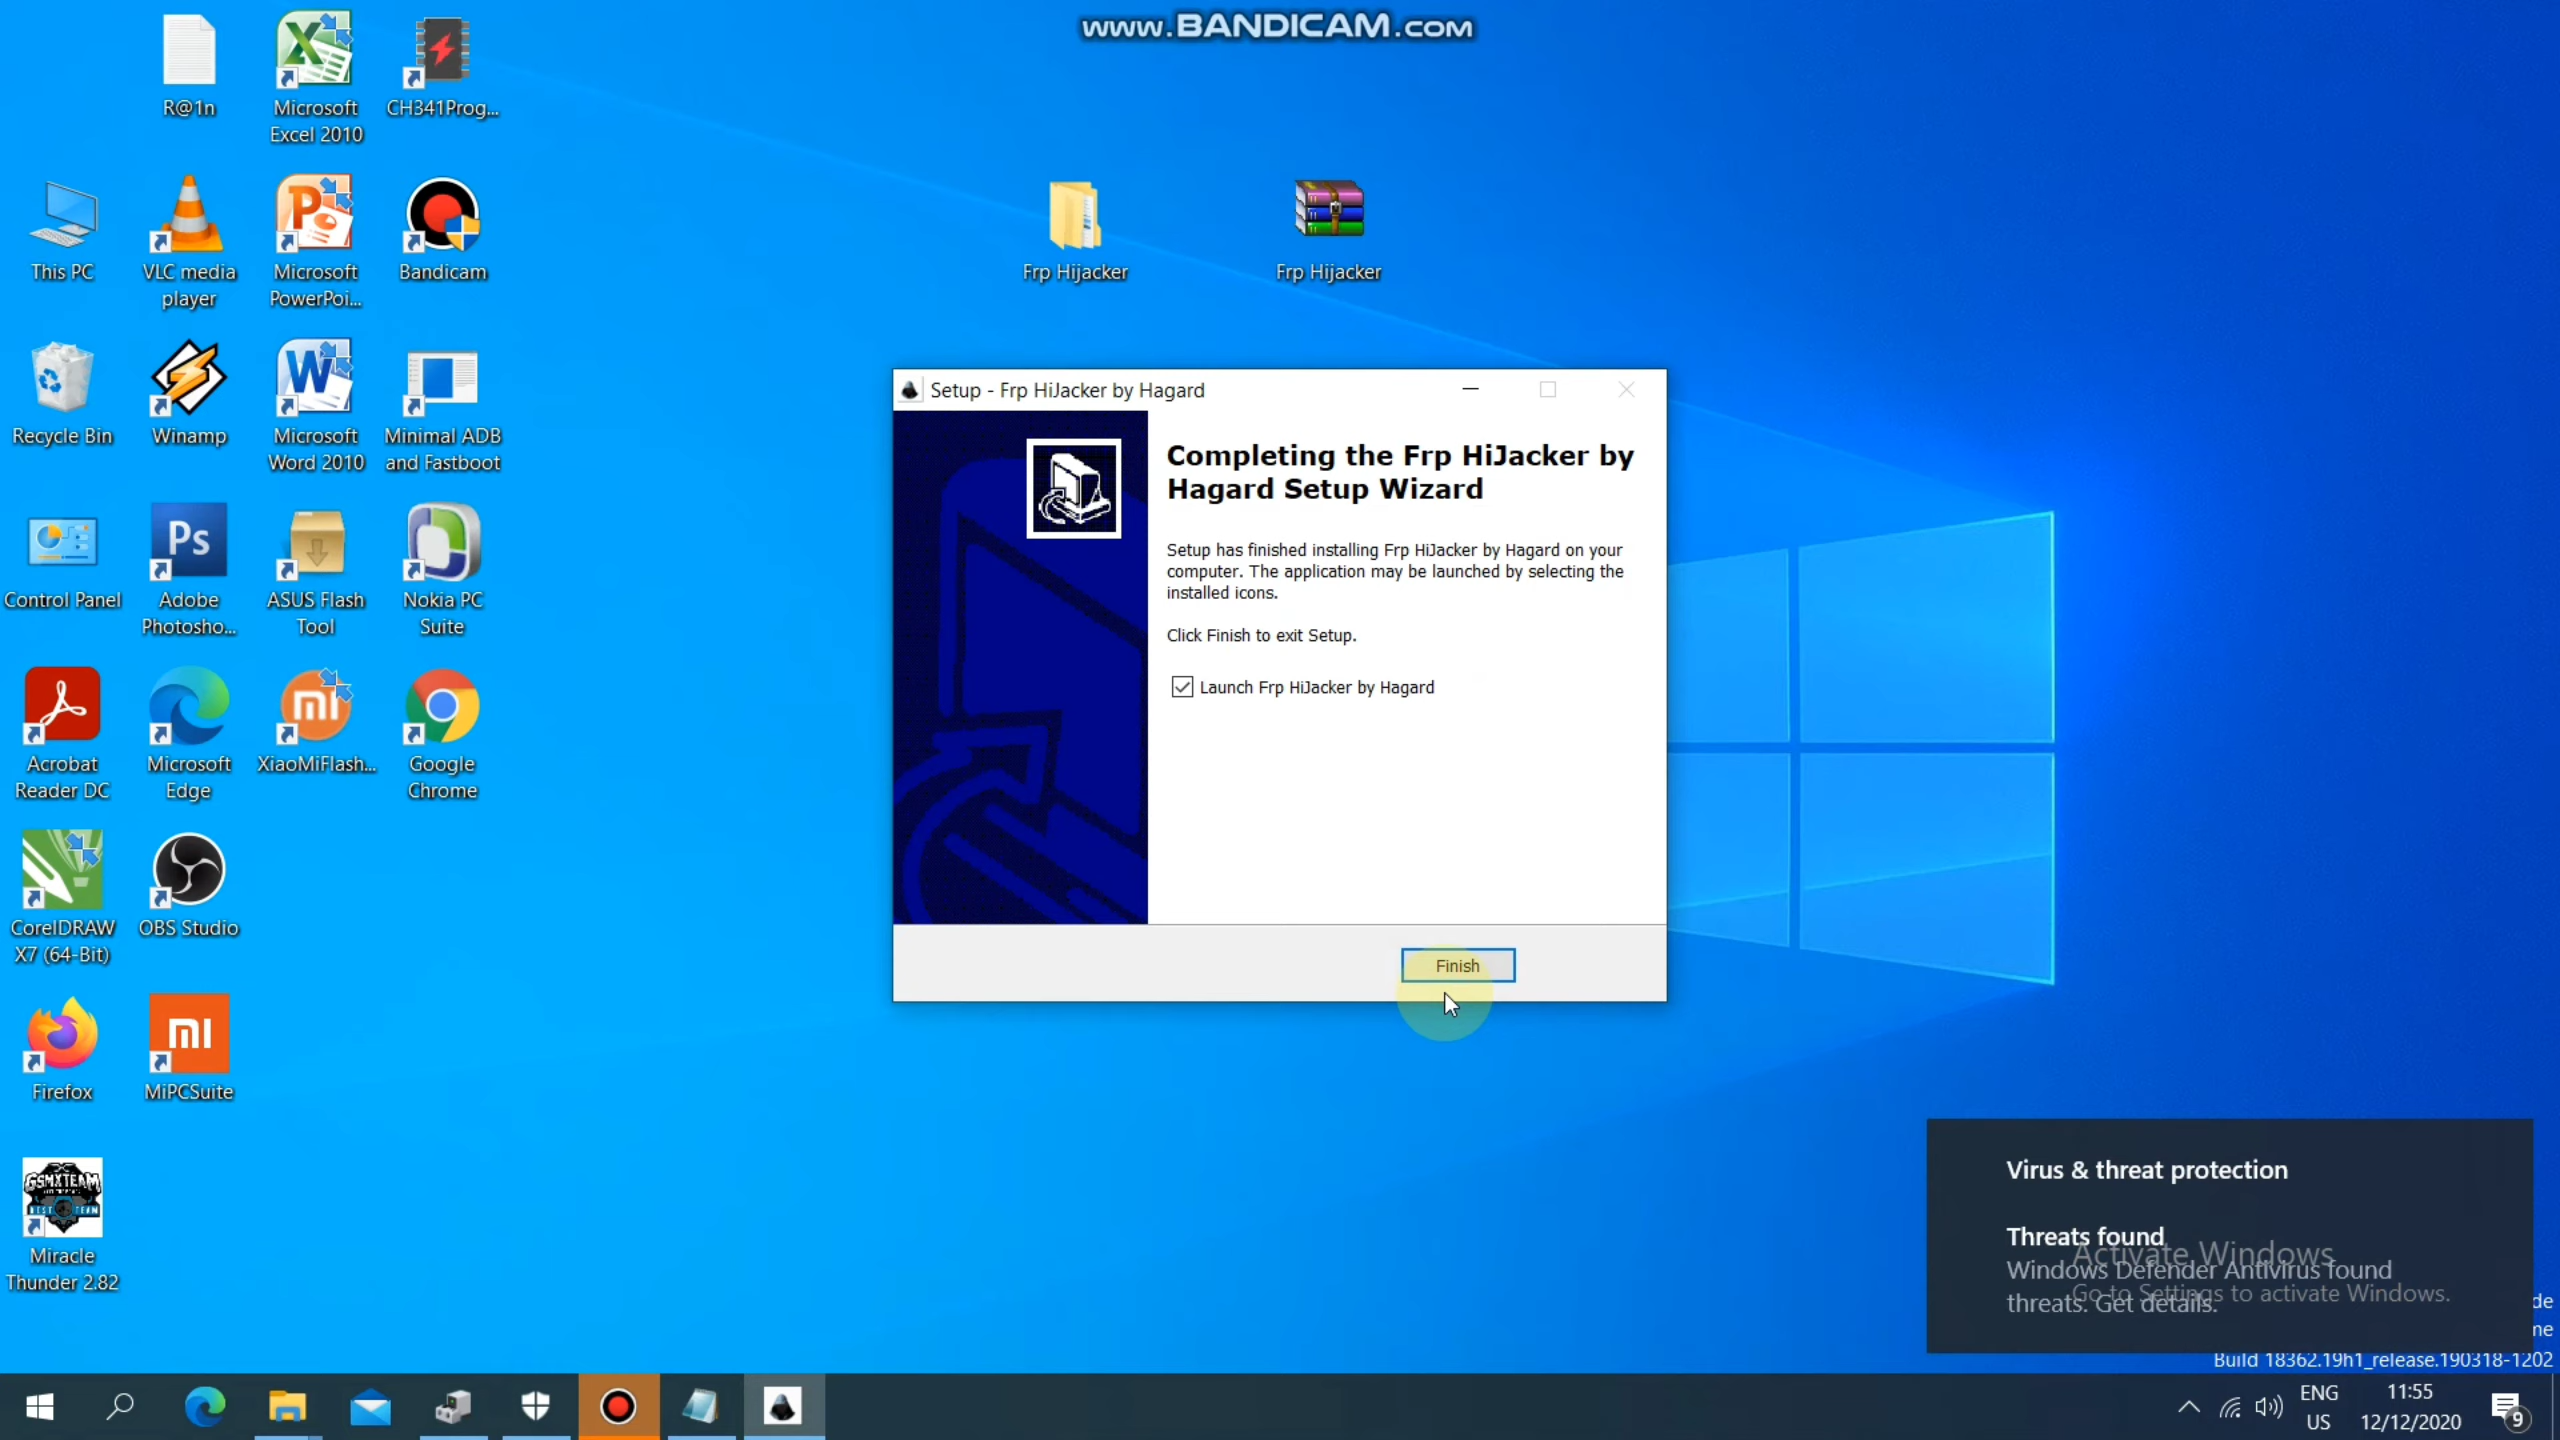 www.BANDICAM.com
R@1n
Microsoft
Excel 2010
CH341Prog...
This PC
VLC media
player
Microsoft
PowerPoi...
Bandicam
Frp Hijacker
Frp Hijacker
Recycle Bin
Winamp
Microsoft
Word 2010
Minimal ADB
and Fastboot
Control Panel
Ps
Adobe
Photosho...
ASUS Flash
Tool
Nokia PC
Suite
Acrobat
Reader DC
Microsoft
Edge
XiaoMiFlash...
Google
Chrome
CorelDRAW
X7 (64-Bit)
OBS Studio
Firefox
MiPCSuite
GSMXTEAM
BEST TEAM
Miracle
Thunder 2.82
Setup - Frp HiJacker by Hagard
Completing the Frp HiJacker by
Hagard Setup Wizard
Setup has finished installing Frp HiJacker by Hagard on your
computer. The application may be launched by selecting the
installed icons.
Click Finish to exit Setup.
Launch Frp HiJacker by Hagard
Finish
Virus & threat protection
Threats found
Windows Defender Antivirus found
threats. Get details.
Activate Windows
Go to Settings to activate Windows.
de
me
Build 18362.19h1_release.190318-1202
ENG
US
11:55
12/12/2020
9